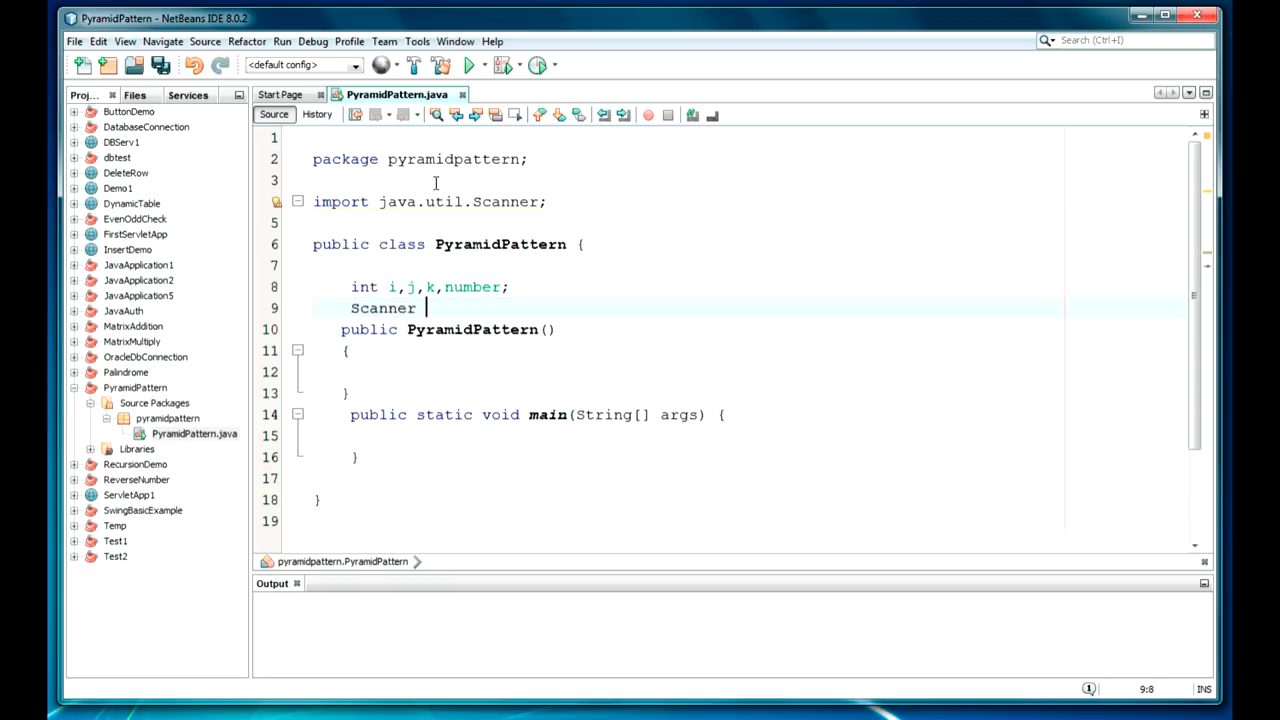 PyramidPattern - NetBeans IDE 8.0.2
File Edit View Navigate Source Refactor Run Debug Profile Team Tools Window Help
Search (Ctrl+I)
<default config>
Proj... Files Services
Start Page PyramidPattern.java
Source History
ButtonDemo
DatabaseConnection
DBServ1
dbtest
DeleteRow
Demo1
DynamicTable
EvenOddCheck
FirstServletApp
InsertDemo
JavaApplication1
JavaApplication2
JavaApplication5
JavaAuth
MatrixAddition
MatrixMultiply
OracleDbConnection
Palindrome
PyramidPattern
Source Packages
pyramidpattern
PyramidPattern.java
Libraries
RecursionDemo
ReverseNumber
ServletApp1
SwingBasicExample
Temp
Test1
Test2
1
2 package pyramidpattern;
3
4 import java.util.Scanner;
5
6 public class PyramidPattern {
7
8 int i,j,k,number;
9 Scanner
10 public PyramidPattern()
11 {
12
13 }
14 public static void main(String[] args) {
15
16 }
17
18 }
19
pyramidpattern.PyramidPattern
Output
1 9:8 INS